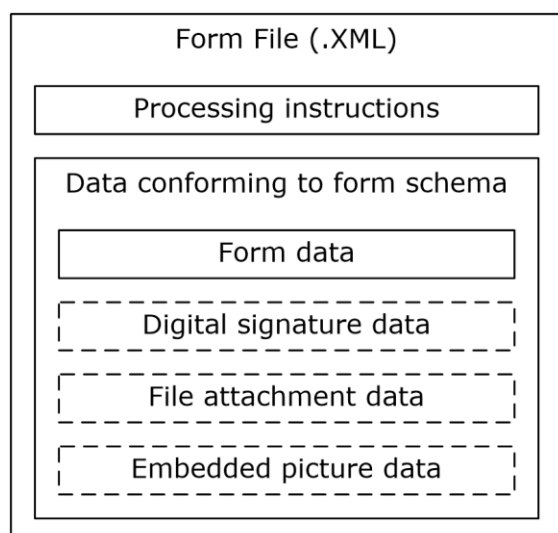 Form File (.XML)
Processing instructions
Data conforming to form schema
Form data
Digital signature data
File attachment data
Embedded picture data